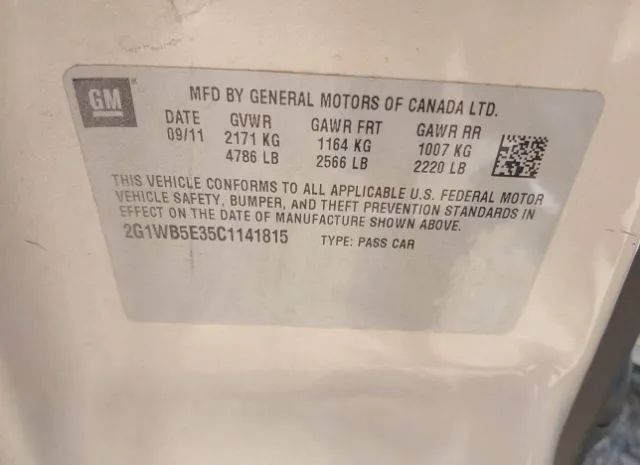 GM
MFD BY GENERAL MOTORS OF CANADA LTD.
DATE GVWR GAWR FRT GAWR RR
09/11 2171 KG 1164 KG 1007 KG
4786 LB 2566 LB 2220 LB
THIS VEHICLE CONFORMS TO ALL APPLICABLE U.S. FEDERAL MOTOR
VEHICLE SAFETY, BUMPER, AND THEFT PREVENTION STANDARDS IN
EFFECT ON THE DATE OF MANUFACTURE SHOWN ABOVE.
2G1WB5E35C1141815 TYPE: PASS CAR